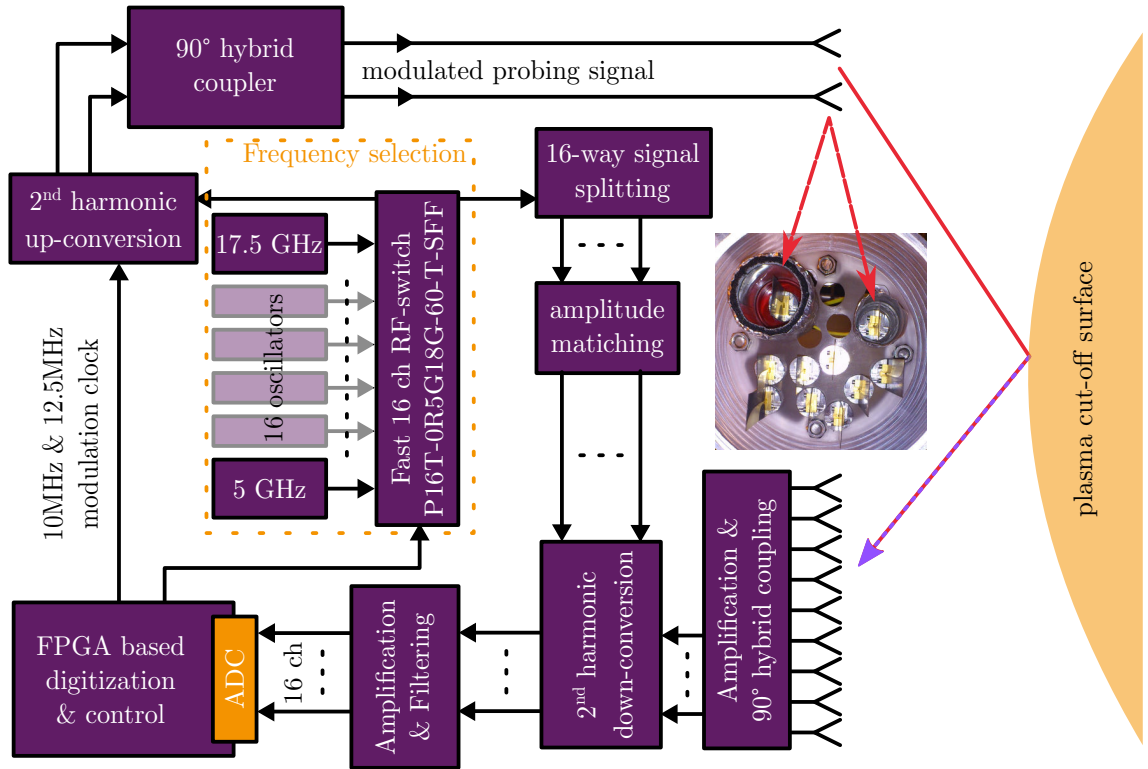 90° hybrid
coupler
modulated probing signal
Frequency selection
16-way signal
splitting
2nd harmonic
up-conversion
17.5 GHz
16 oscillators
5 GHz
Fast 16 ch RF-switch
P16T-0R5G18G-60-T-SFF
amplitude
matiching
plasma cut-off surface
10MHz & 12.5MHz
modulation clock
FPGA based
digitization
& control
ADC
16 ch
Amplification
& Filtering
2nd harmonic
down-conversion
Amplification &
90° hybrid coupling